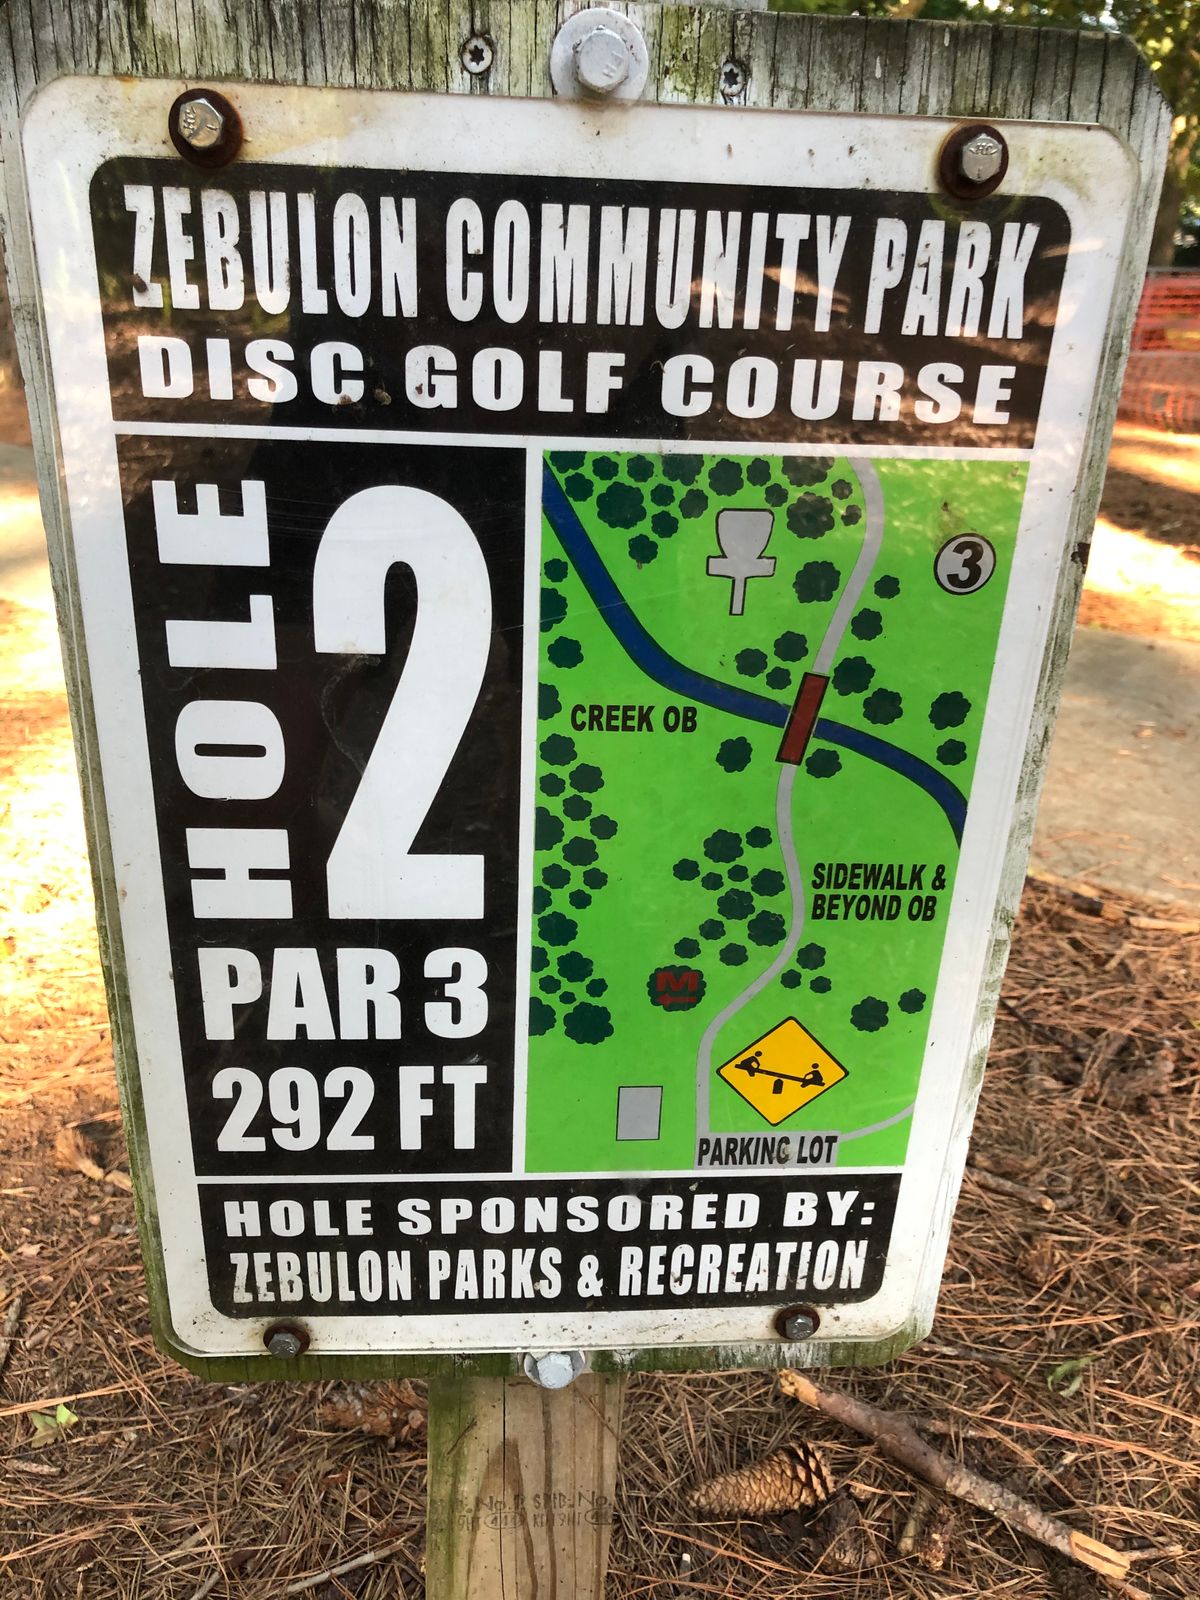 ZEBULON COMMUNITY PARK
DISC GOLF COURSE
HOLE
2
PAR 3
292 FT
3
CREEK OB
SIDEWALK &
BEYOND OB
M
PARKING LOT
HOLE SPONSORED BY:
ZEBULON PARKS & RECREATION